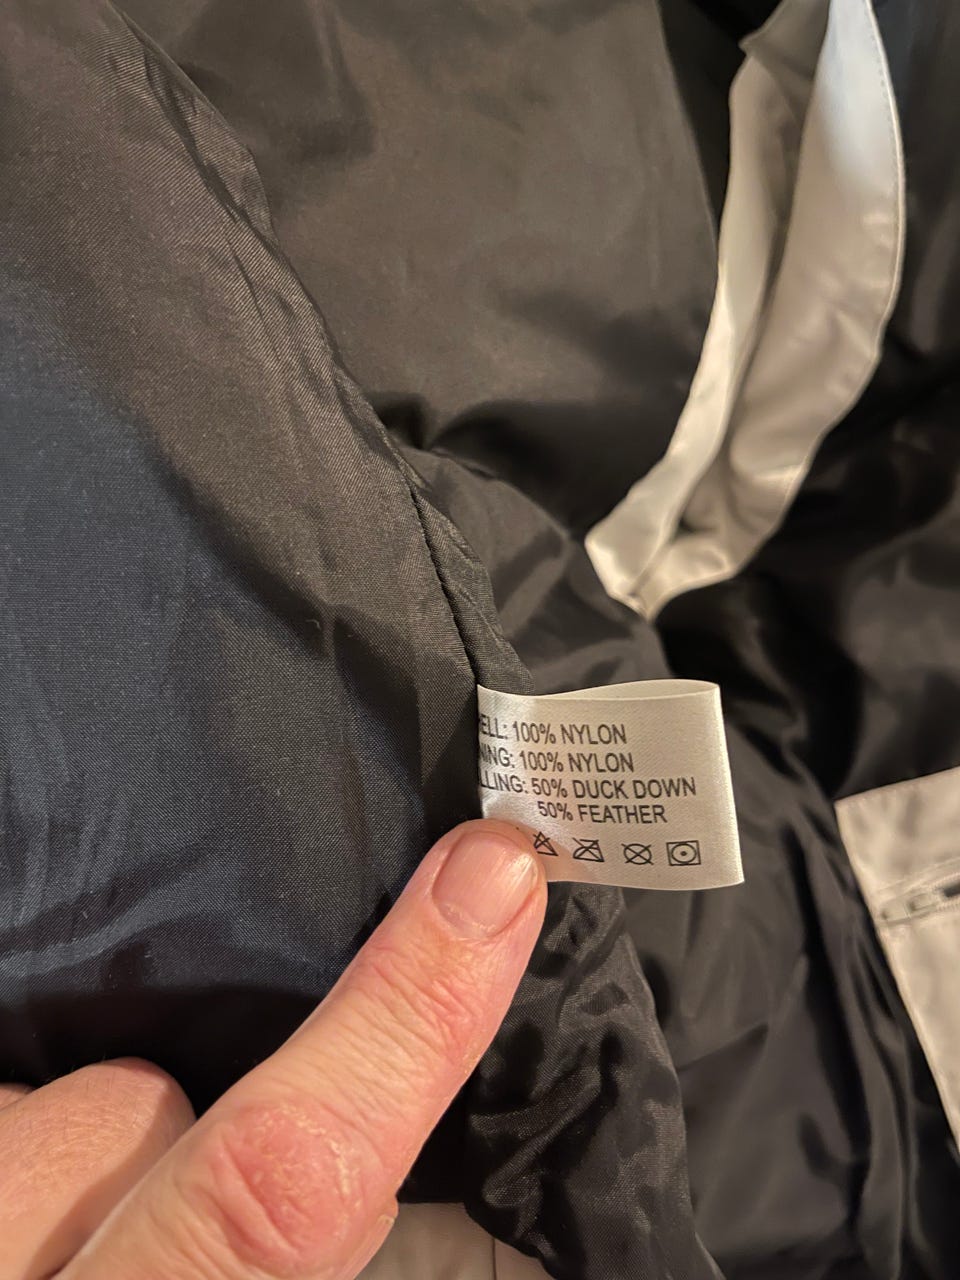 ELL: 100% NYLON
NING: 100% NYLON
LLING: 50% DUCK DOWN
50% FEATHER